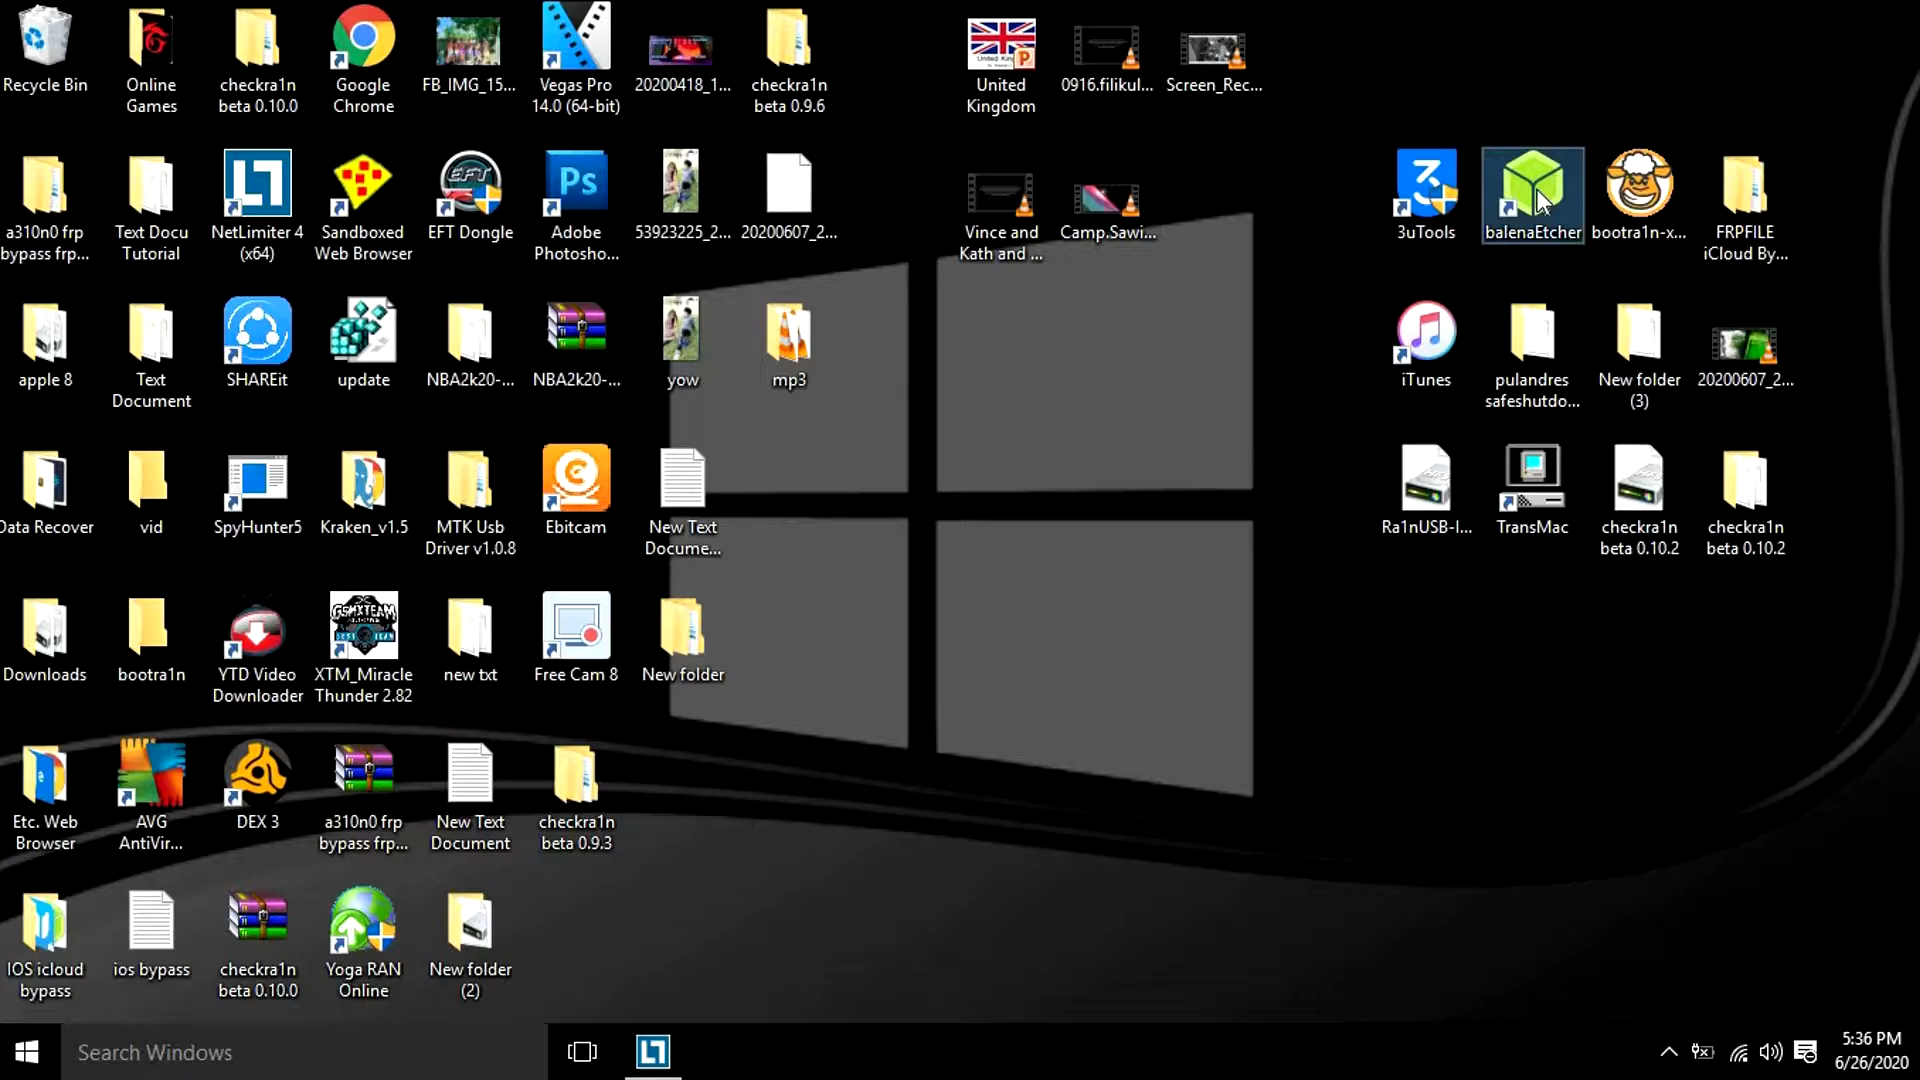 Recycle Bin
Online
Games
checkra1n
beta 0.10.0
Google
Chrome
FB_IMG_15...
Vegas Pro
14.0 (64-bit)
20200418_1...
checkra1n
beta 0.9.6
United
Kingdom
0916.filikul...
Screen_Rec...
a310n0 frp
bypass frp...
Text Docu
Tutorial
NetLimiter 4
(x64)
Sandboxed
Web Browser
EFT
EFT Dongle
Ps
Adobe
Photosho...
53923225_2...
20200607_2...
Vince and
Kath and ...
Camp.Sawi...
3uTools
balenaEtcher
bootra1n-x...
FRPFILE
iCloud By...
apple 8
Text
Document
SHAREit
update
NBA2k20-...
NBA2k20-...
yow
mp3
iTunes
pulandres
safeshutdo...
New folder
(3)
20200607_2...
Data Recover
vid
SpyHunter5
Kraken_v1.5
MTK Usb
Driver v1.0.8
Ebitcam
New Text
Docume...
Ra1nUSB-I...
TransMac
checkra1n
beta 0.10.2
checkra1n
beta 0.10.2
Downloads
bootra1n
YTD Video
Downloader
GSMXTEAM
XTM_Miracle
Thunder 2.82
new txt
Free Cam 8
New folder
Etc. Web
Browser
AVG
AntiVir...
DEX 3
a310n0 frp
bypass frp...
New Text
Document
checkra1n
beta 0.9.3
IOS icloud
bypass
ios bypass
checkra1n
beta 0.10.0
Yoga RAN
Online
New folder
(2)
Search Windows
5:36 PM
6/26/2020